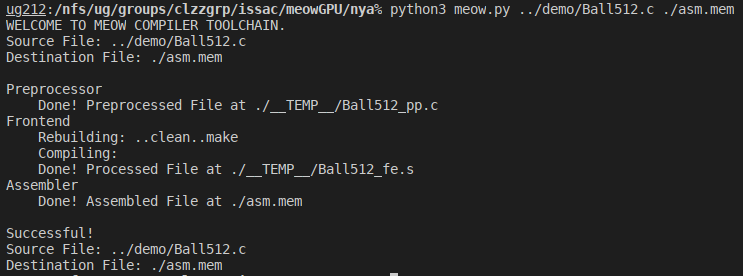 ug212:/nfs/ug/groups/clzzgrp/issac/meowGPU/nya% python3 meow.py ../demo/Ball512.c ./asm.mem
WELCOME TO MEOW COMPILER TOOLCHAIN.
Source File: ../demo/Ball512.c
Destination File: ./asm.mem
Preprocessor
Done! Preprocessed File at ./__TEMP__/Ball512_pp.c
Frontend
Rebuilding: ..clean..make
Compiling:
Done! Processed File at ./__TEMP__/Ball512_fe.s
Assembler
Done! Assembled File at ./asm.mem
Successful!
Source File: ../demo/Ball512.c
Destination File: ./asm.mem